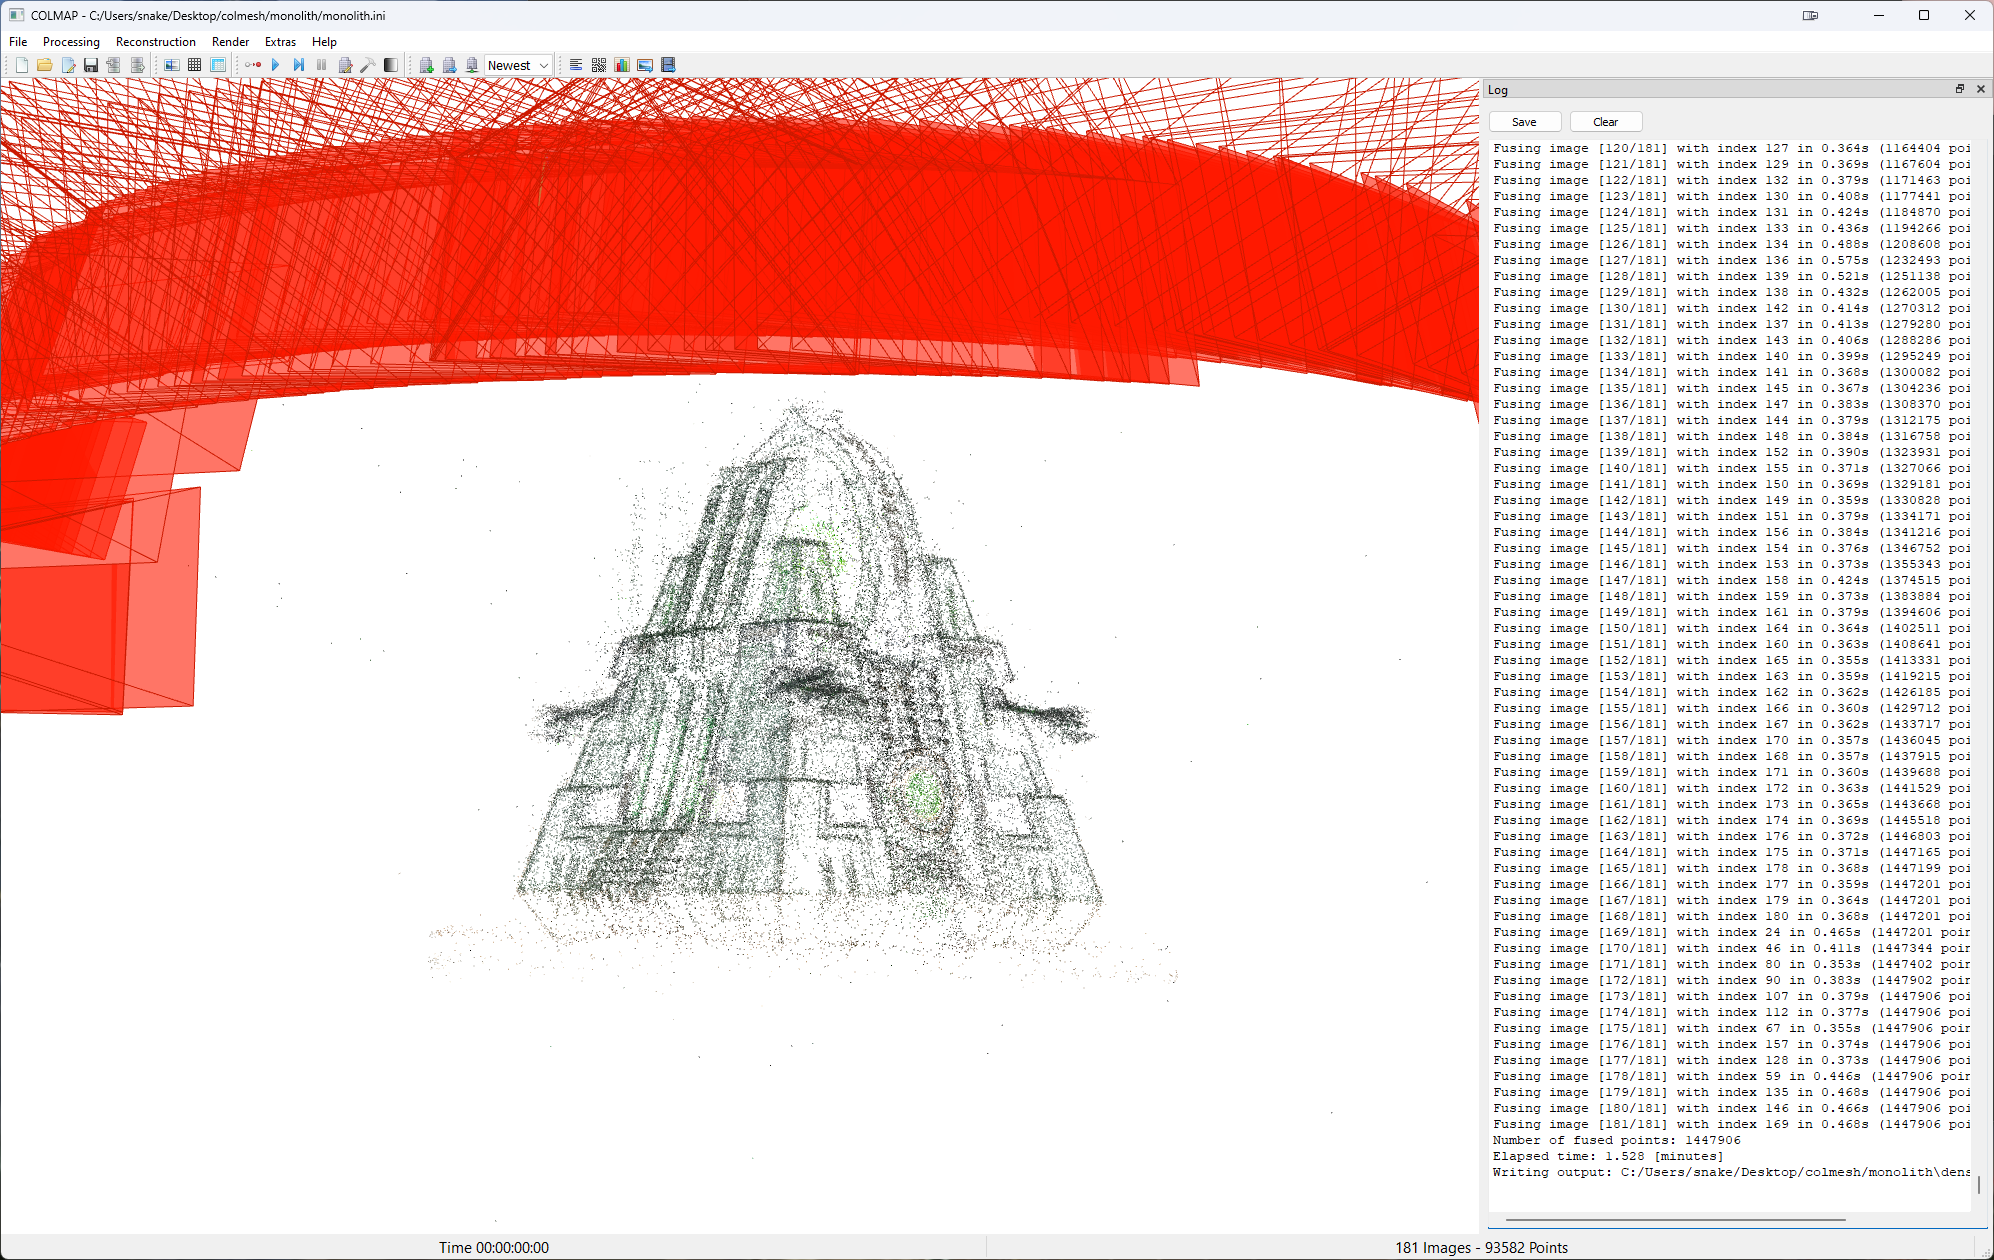 COLMAP - C:/Users/snake/Desktop/colmesh/monolith/monolith.ini
File Processing Reconstruction Render Extras Help
Newest
Log
Save Clear
Fusing image [120/181] with index 127 in 0.364s (1164404 poi
Fusing image [121/181] with index 129 in 0.369s (1167604 poi
Fusing image [122/181] with index 132 in 0.379s (1171463 poi
Fusing image [123/181] with index 130 in 0.408s (1177441 poi
Fusing image [124/181] with index 131 in 0.424s (1184870 poi
Fusing image [125/181] with index 133 in 0.436s (1194266 poi
Fusing image [126/181] with index 134 in 0.488s (1208608 poi
Fusing image [127/181] with index 136 in 0.575s (1232493 poi
Fusing image [128/181] with index 139 in 0.521s (1251138 poi
Fusing image [129/181] with index 138 in 0.432s (1262005 poi
Fusing image [130/181] with index 142 in 0.414s (1270312 poi
Fusing image [131/181] with index 137 in 0.413s (1279280 poi
Fusing image [132/181] with index 143 in 0.406s (1288286 poi
Fusing image [133/181] with index 140 in 0.399s (1295249 poi
Fusing image [134/181] with index 141 in 0.368s (1300082 poi
Fusing image [135/181] with index 145 in 0.367s (1304236 poi
Fusing image [136/181] with index 147 in 0.383s (1308370 poi
Fusing image [137/181] with index 144 in 0.379s (1312175 poi
Fusing image [138/181] with index 148 in 0.384s (1316758 poi
Fusing image [139/181] with index 152 in 0.390s (1323931 poi
Fusing image [140/181] with index 155 in 0.371s (1327066 poi
Fusing image [141/181] with index 150 in 0.369s (1329181 poi
Fusing image [142/181] with index 149 in 0.359s (1330828 poi
Fusing image [143/181] with index 151 in 0.379s (1334171 poi
Fusing image [144/181] with index 156 in 0.384s (1341216 poi
Fusing image [145/181] with index 154 in 0.376s (1346752 poi
Fusing image [146/181] with index 153 in 0.373s (1355343 poi
Fusing image [147/181] with index 158 in 0.424s (1374515 poi
Fusing image [148/181] with index 159 in 0.373s (1383884 poi
Fusing image [149/181] with index 161 in 0.379s (1394606 poi
Fusing image [150/181] with index 164 in 0.364s (1402511 poi
Fusing image [151/181] with index 160 in 0.363s (1408641 poi
Fusing image [152/181] with index 165 in 0.355s (1413331 poi
Fusing image [153/181] with index 163 in 0.359s (1419215 poi
Fusing image [154/181] with index 162 in 0.362s (1426185 poi
Fusing image [155/181] with index 166 in 0.360s (1429712 poi
Fusing image [156/181] with index 167 in 0.362s (1433717 poi
Fusing image [157/181] with index 170 in 0.357s (1436045 poi
Fusing image [158/181] with index 168 in 0.357s (1437915 poi
Fusing image [159/181] with index 171 in 0.360s (1439688 poi
Fusing image [160/181] with index 172 in 0.363s (1441529 poi
Fusing image [161/181] with index 173 in 0.365s (1443668 poi
Fusing image [162/181] with index 174 in 0.369s (1445518 poi
Fusing image [163/181] with index 176 in 0.372s (1446803 poi
Fusing image [164/181] with index 175 in 0.371s (1447165 poi
Fusing image [165/181] with index 178 in 0.368s (1447199 poi
Fusing image [166/181] with index 177 in 0.359s (1447201 poi
Fusing image [167/181] with index 179 in 0.364s (1447201 poi
Fusing image [168/181] with index 180 in 0.368s (1447201 poi
Fusing image [169/181] with index 24 in 0.465s (1447201 poin
Fusing image [170/181] with index 46 in 0.411s (1447344 poin
Fusing image [171/181] with index 80 in 0.353s (1447402 poin
Fusing image [172/181] with index 90 in 0.383s (1447902 poin
Fusing image [173/181] with index 107 in 0.379s (1447906 poi
Fusing image [174/181] with index 112 in 0.377s (1447906 poi
Fusing image [175/181] with index 67 in 0.355s (1447906 poin
Fusing image [176/181] with index 157 in 0.374s (1447906 poi
Fusing image [177/181] with index 128 in 0.373s (1447906 poi
Fusing image [178/181] with index 59 in 0.446s (1447906 poin
Fusing image [179/181] with index 135 in 0.468s (1447906 poi
Fusing image [180/181] with index 146 in 0.466s (1447906 poi
Fusing image [181/181] with index 169 in 0.468s (1447906 poi
Number of fused points: 1447906
Elapsed time: 1.528 [minutes]
Writing output: C:/Users/snake/Desktop/colmesh/monolith\dens
Time 00:00:00:00
181 Images - 93582 Points